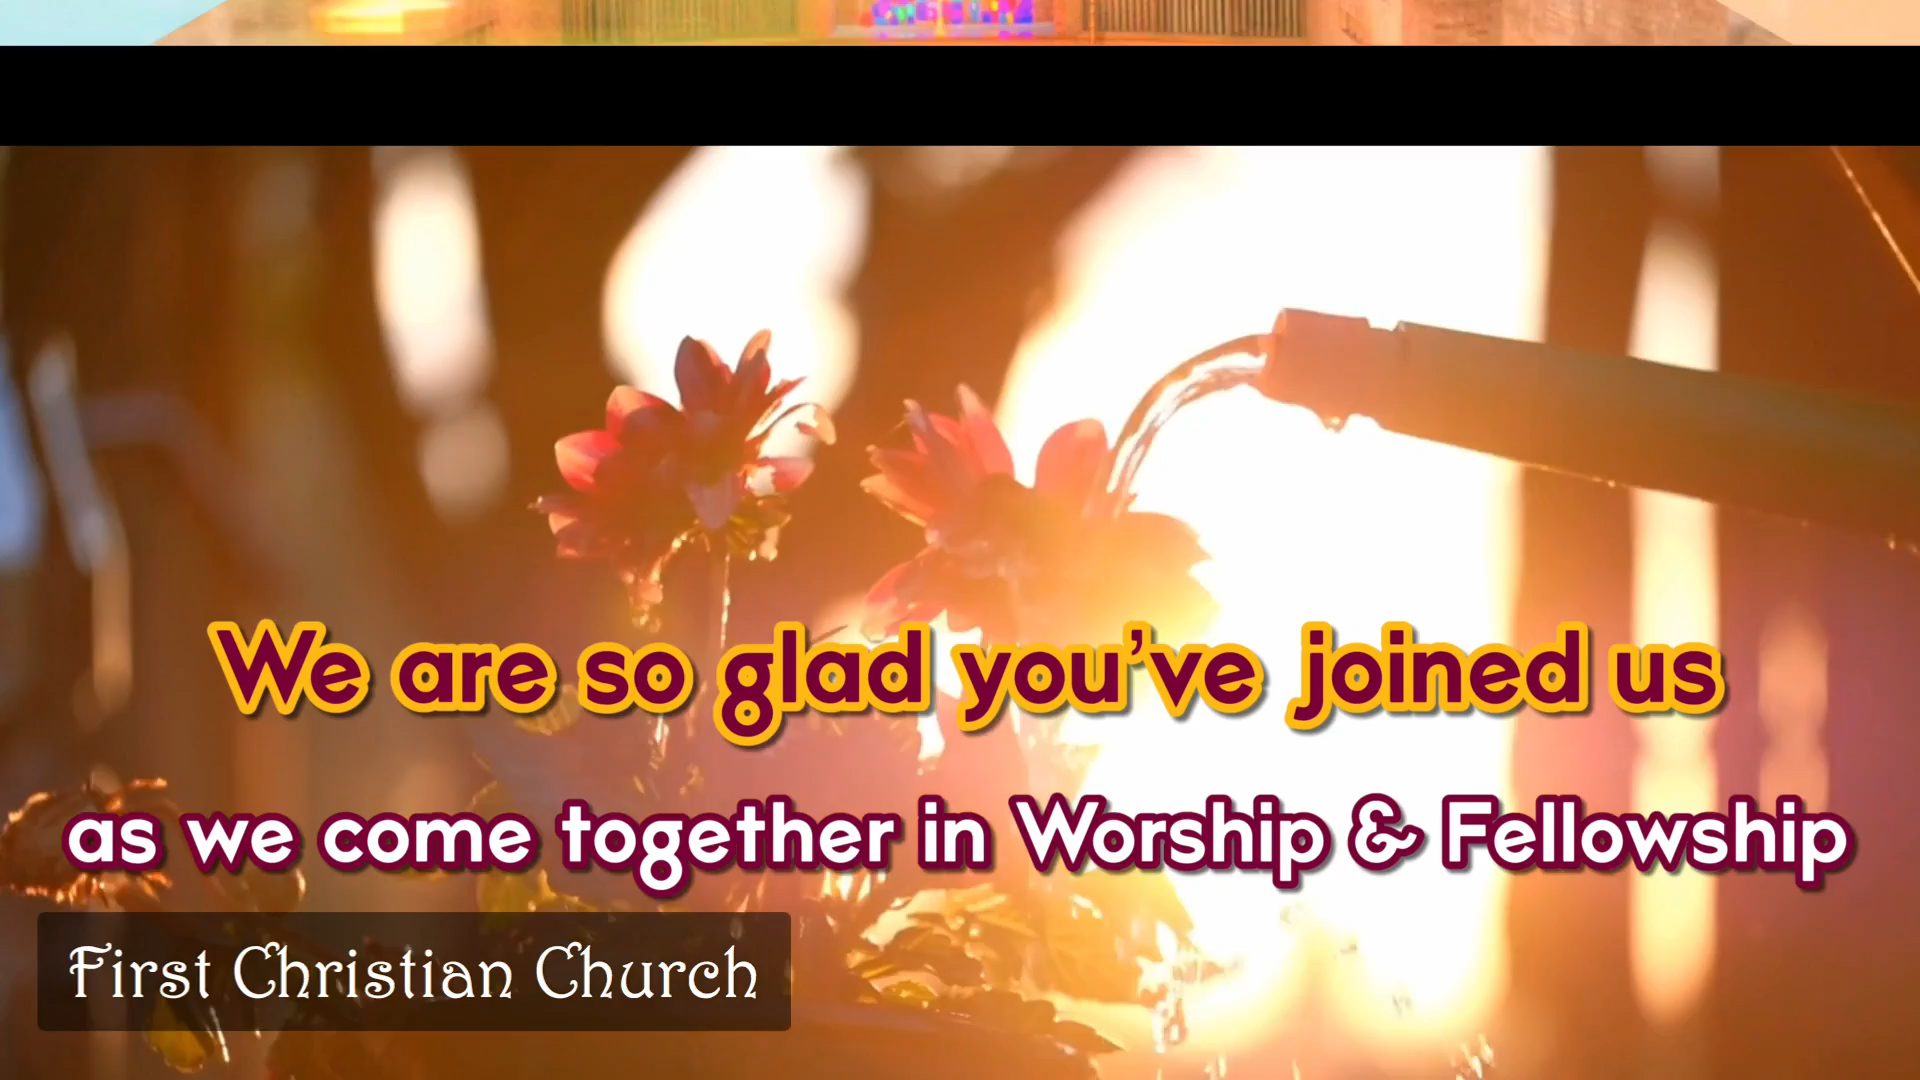 We are so glad you've joined us
as we come together in Worship & Fellowship
First Christian Church